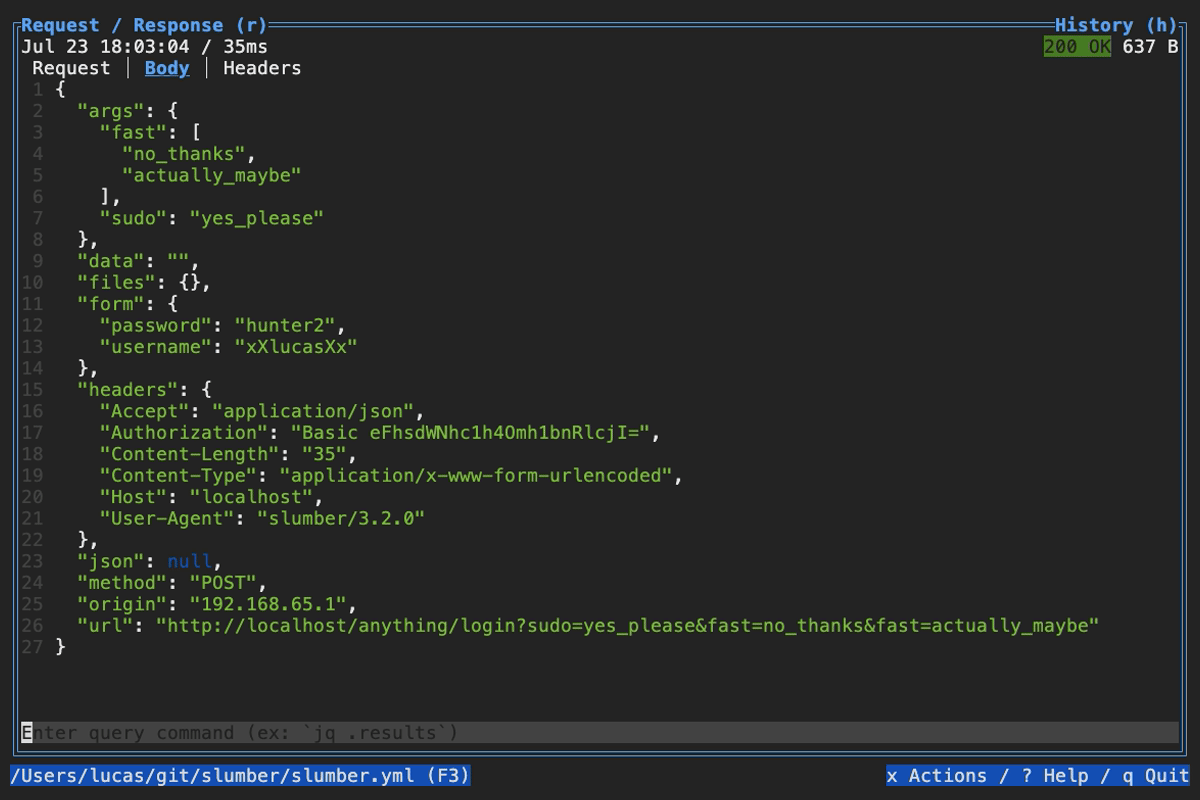 Request / Response (r) History (h)
Jul 23 18:03:04 / 35ms 200 OK 637 B
Request | Body | Headers
1 {
2   "args": {
3     "fast": [
4       "no_thanks",
5       "actually_maybe"
6     ],
7     "sudo": "yes_please"
8   },
9   "data": "",
10   "files": {},
11   "form": {
12     "password": "hunter2",
13     "username": "xXlucasXx"
14   },
15   "headers": {
16     "Accept": "application/json",
17     "Authorization": "Basic eFhsdWNhc1h4Omh1bnRlcjI=",
18     "Content-Length": "35",
19     "Content-Type": "application/x-www-form-urlencoded",
20     "Host": "localhost",
21     "User-Agent": "slumber/3.2.0"
22   },
23   "json": null,
24   "method": "POST",
25   "origin": "192.168.65.1",
26   "url": "http://localhost/anything/login?sudo=yes_please&fast=no_thanks&fast=actually_maybe"
27 }
Enter query command (ex: `jq .results`)
/Users/lucas/git/slumber/slumber.yml (F3) x Actions / ? Help / q Quit